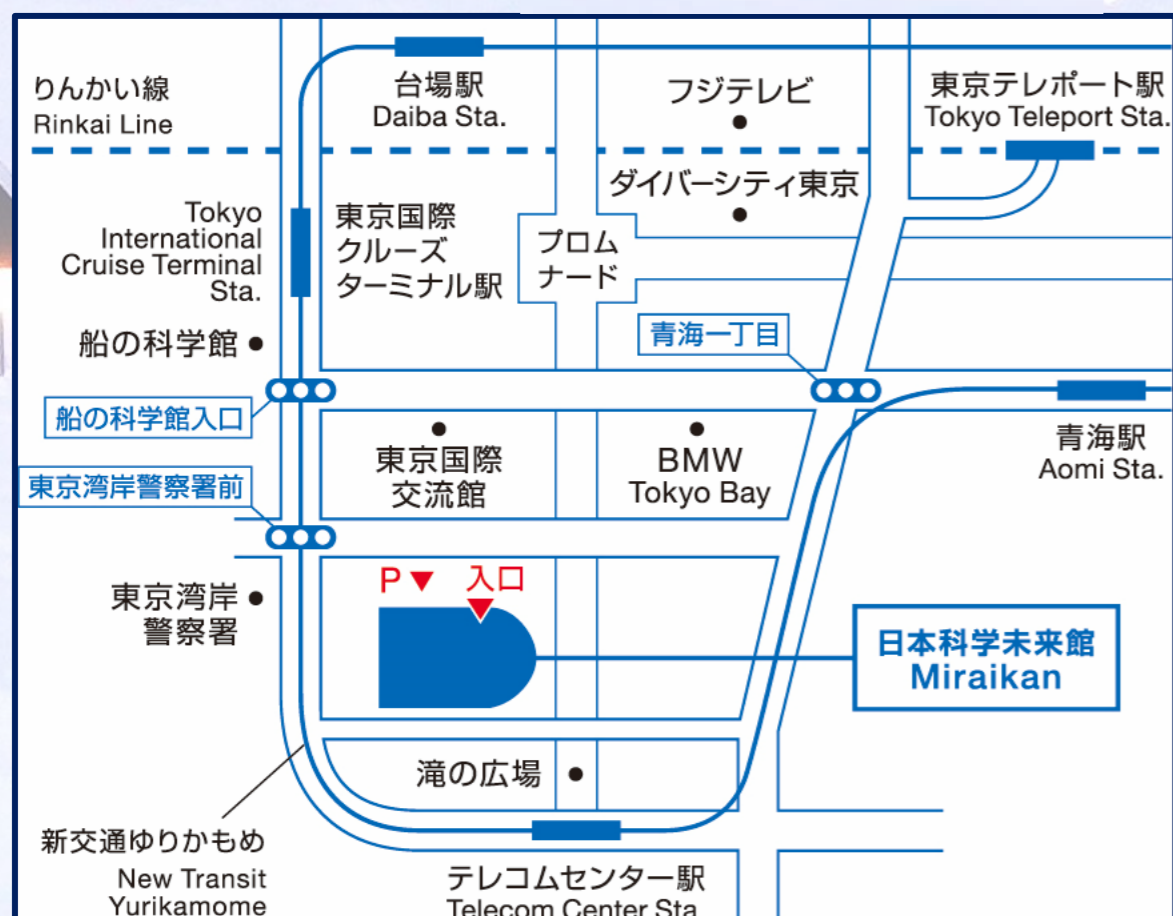 りんかい線
Rinkai Line
台場駅
Daiba Sta.
フジテレビ
東京テレポート駅
Tokyo Teleport Sta.
ダイバーシティ東京
Tokyo
International
Cruise Terminal
Sta.
東京国際
クルーズ
ターミナル駅
プロム
ナード
船の科学館
青海一丁目
船の科学館入口
東京国際
交流館
BMW
Tokyo Bay
青海駅
Aomi Sta.
東京湾岸警察署前
P
入口
東京湾岸
警察署
日本科学未来館
Miraikan
滝の広場
新交通ゆりかもめ
New Transit
Yurikamome
テレコムセンター駅
Telecom Center Sta.